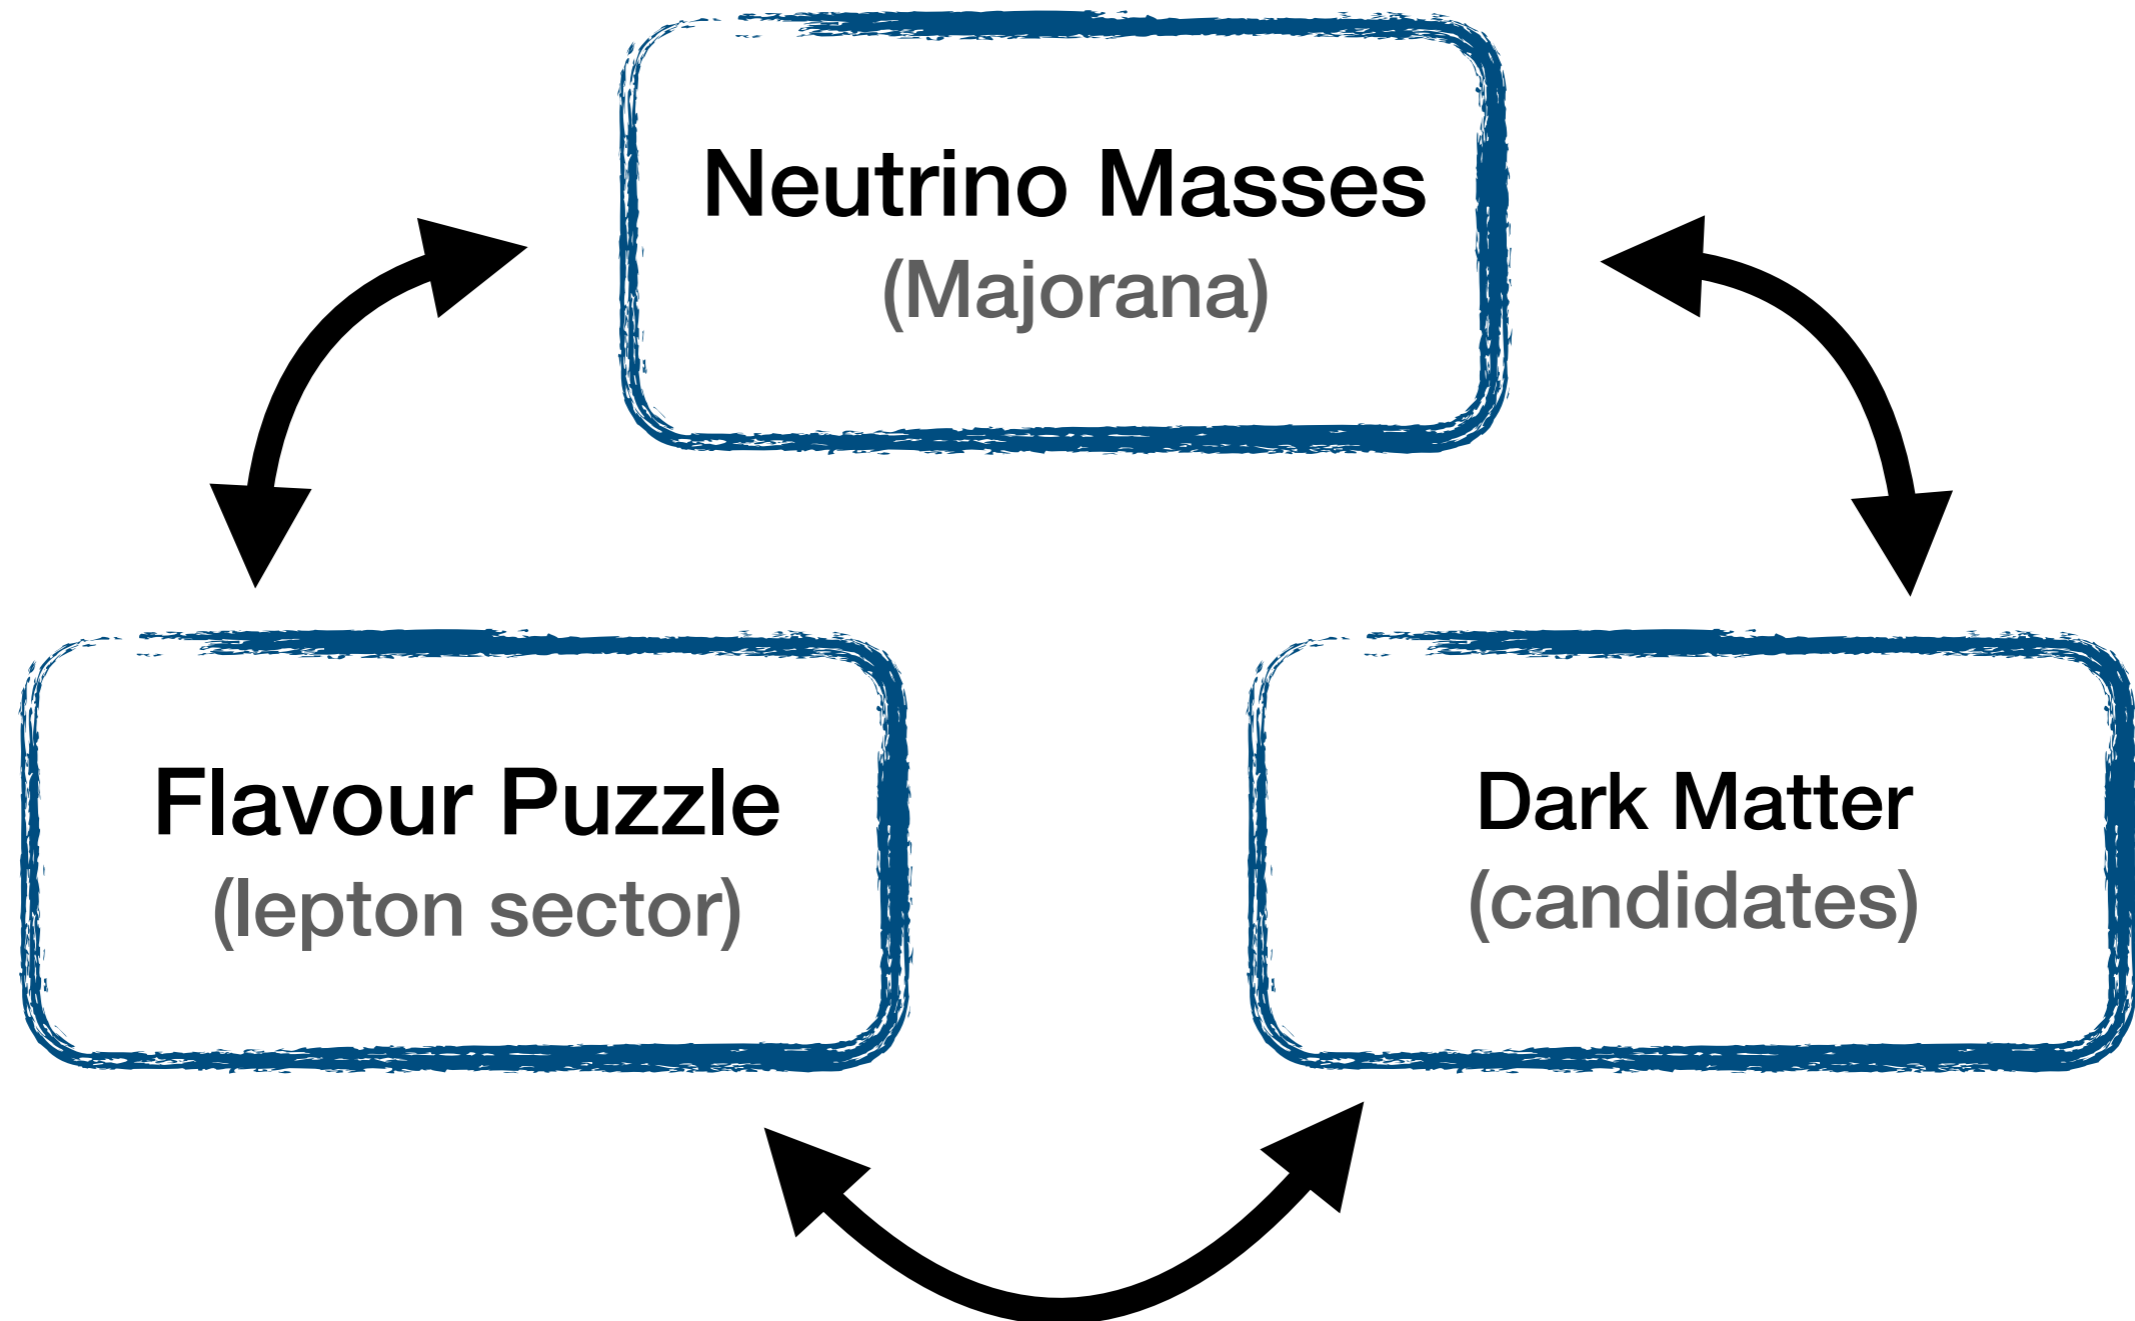 Neutrino Masses
(Majorana)
Flavour Puzzle
(lepton sector)
Dark Matter
(candidates)